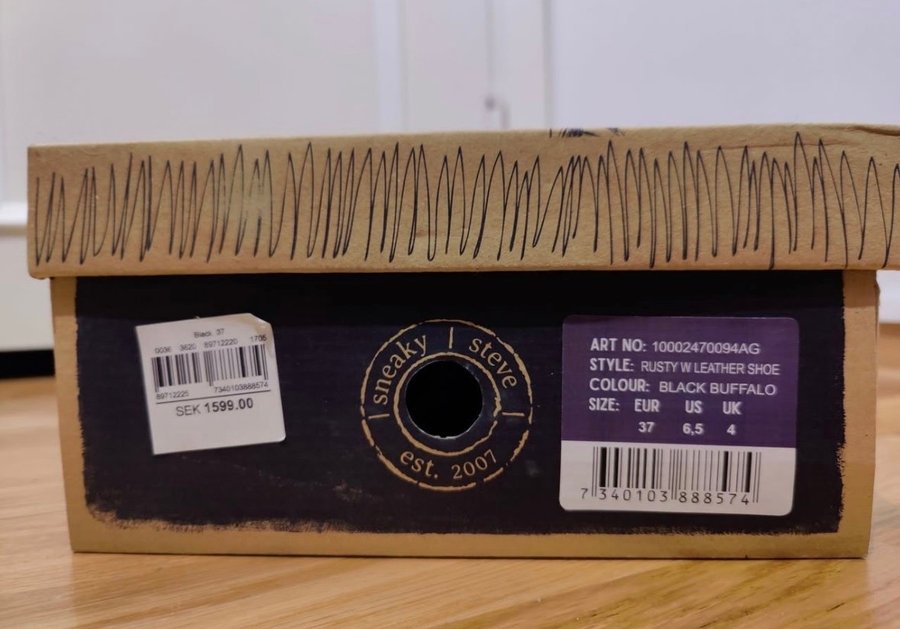 Black, 37
0036 3620 89712220 1705
89712225 7340103888574
SEK 1599.00
sneaky | steve
est. 2007
ART NO: 10002470094AG
STYLE: RUSTY W LEATHER SHOE
COLOUR: BLACK BUFFALO
SIZE: EUR US UK
37 6,5 4
7 340103 888574